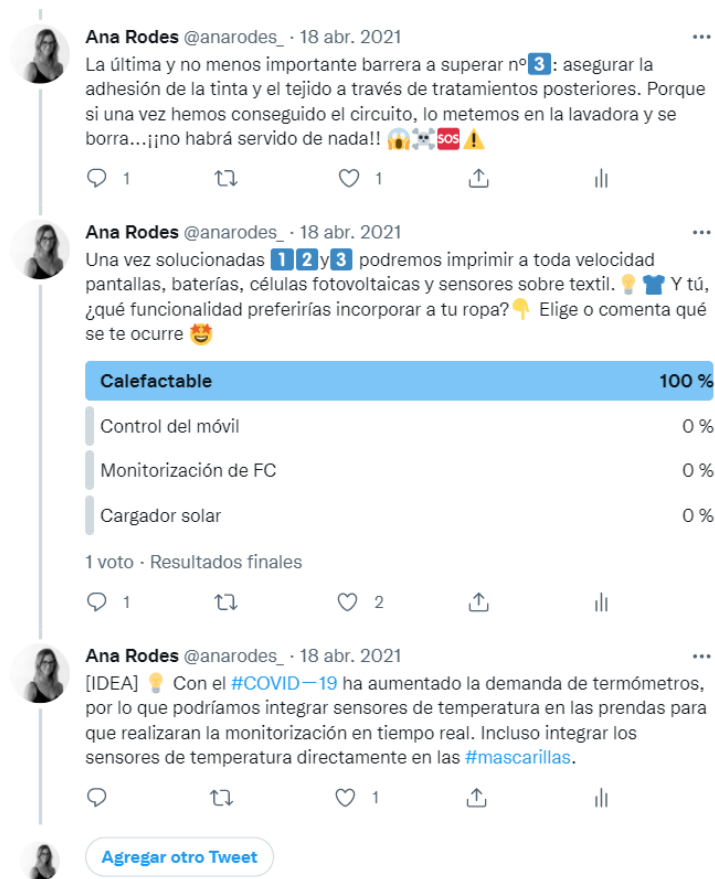 Ana Rodes @anarodes_ · 18 abr. 2021
La última y no menos importante barrera a superar nº 3️⃣: asegurar la
adhesión de la tinta y el tejido a través de tratamientos posteriores. Porque
si una vez hemos conseguido el circuito, lo metemos en la lavadora y se
borra...¡¡no habrá servido de nada!! 😱☠️🆘⚠️
1 1
Ana Rodes @anarodes_ · 18 abr. 2021
Una vez solucionadas 1️⃣2️⃣y3️⃣ podremos imprimir a toda velocidad
pantallas, baterías, células fotovoltaicas y sensores sobre textil.💡👕 Y tú,
¿qué funcionalidad preferirías incorporar a tu ropa?👇 Elige o comenta qué
se te ocurre 🤩
Calefactable 100 %
Control del móvil 0 %
Monitorización de FC 0 %
Cargador solar 0 %
1 voto · Resultados finales
1 2
Ana Rodes @anarodes_ · 18 abr. 2021
[IDEA] 💡 Con el #COVID—19 ha aumentado la demanda de termómetros,
por lo que podríamos integrar sensores de temperatura en las prendas para
que realizaran la monitorización en tiempo real. Incluso integrar los
sensores de temperatura directamente en las #mascarillas.
1
Agregar otro Tweet